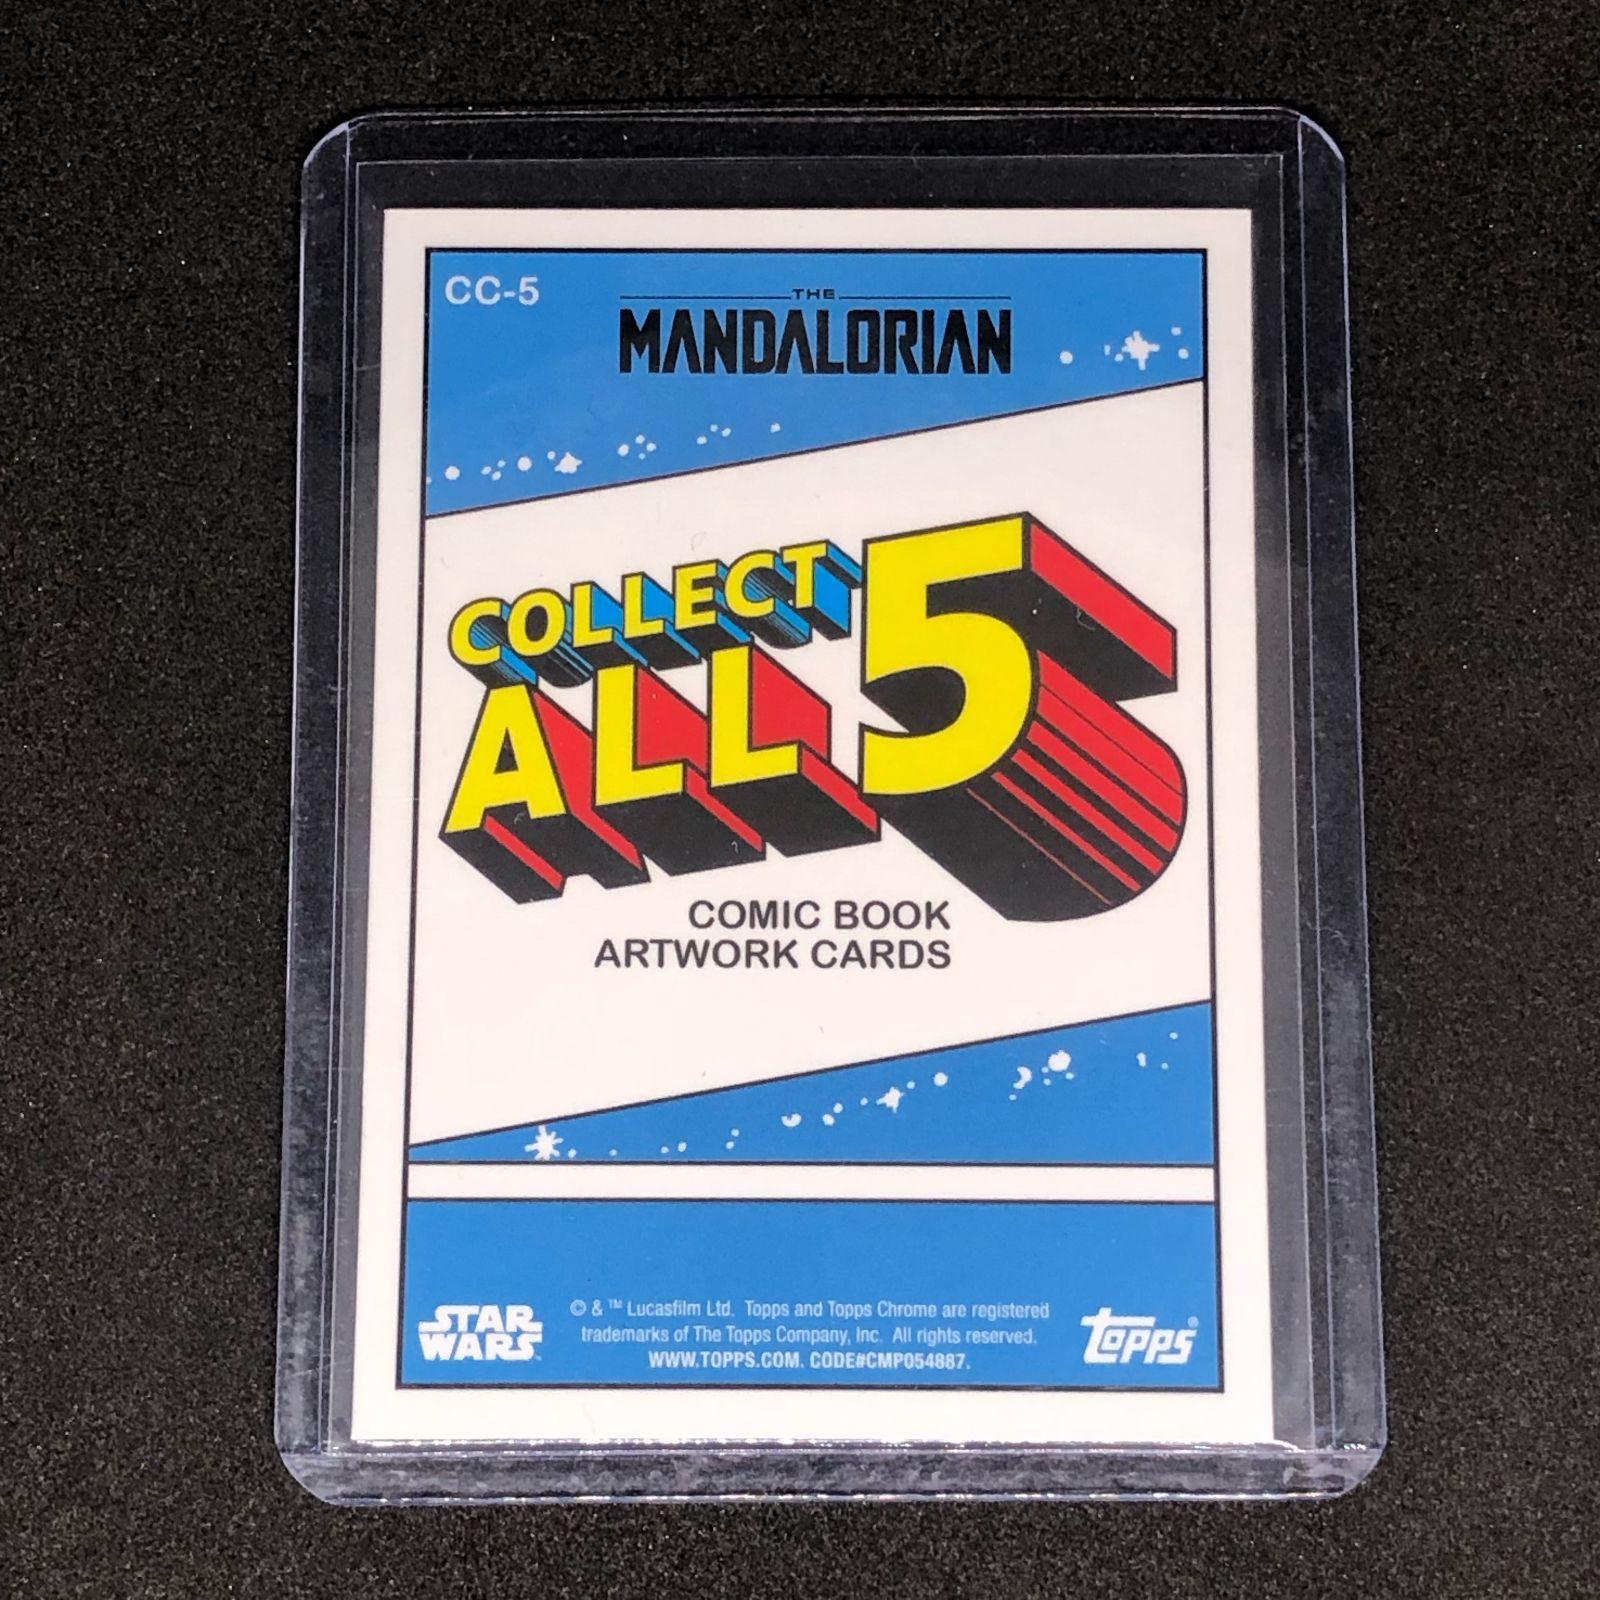 CC-5
THE
MANDALORIAN
COLLECT
ALL 5
COMIC BOOK
ARTWORK CARDS
STAR
WARS
© & ™ Lucasfilm Ltd. Topps and Topps Chrome are registered
trademarks of The Topps Company, Inc. All rights reserved.
WWW.TOPPS.COM. CODE#CMP054887.
topps®